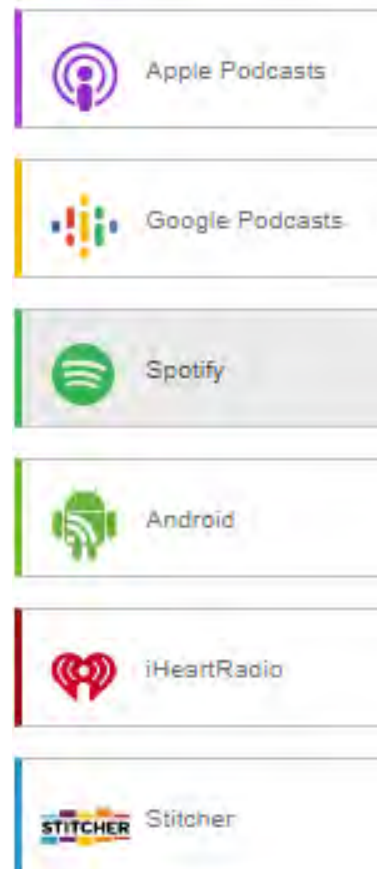 Apple Podcasts
Google Podcasts
Spotify
Android
iHeartRadio
STITCHER Stitcher